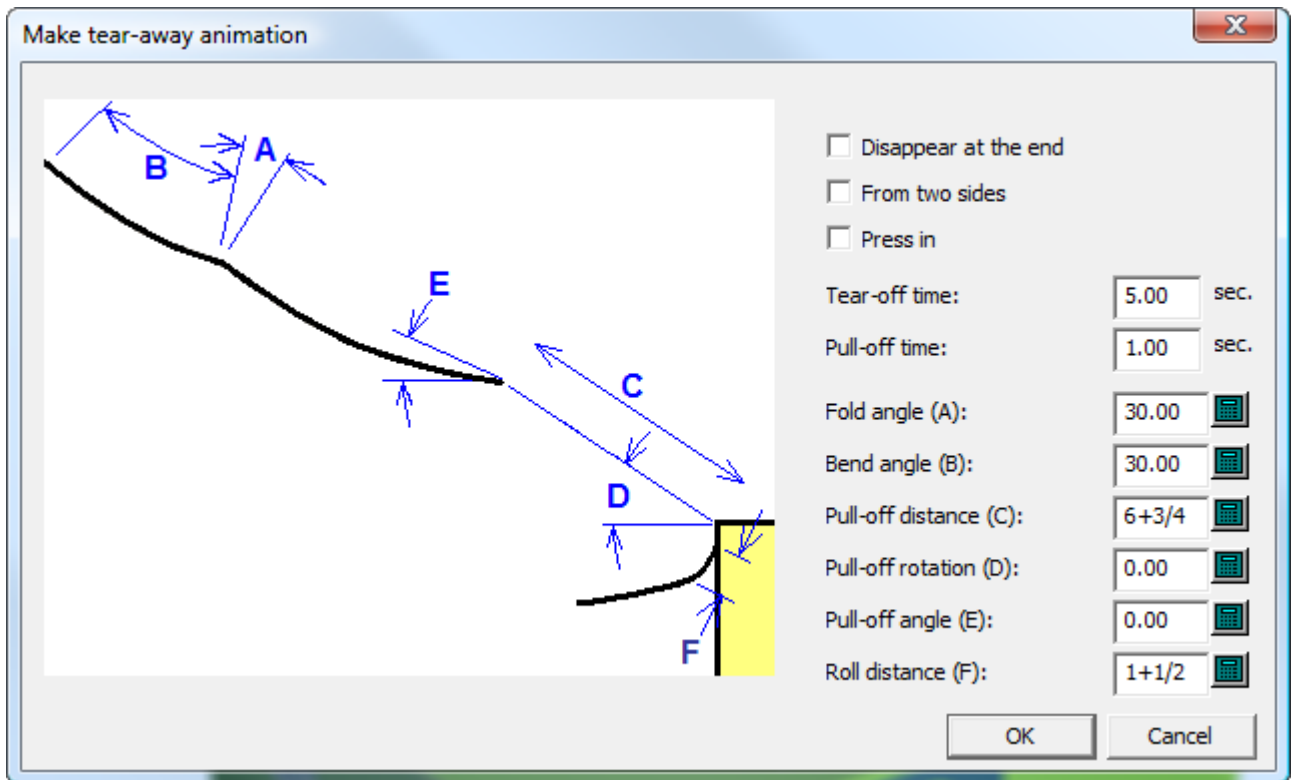 Make tear-away animation
A
B
E
C
D
F
Disappear at the end
From two sides
Press in
Tear-off time: 5.00 sec.
Pull-off time: 1.00 sec.
Fold angle (A): 30.00
Bend angle (B): 30.00
Pull-off distance (C): 6+3/4
Pull-off rotation (D): 0.00
Pull-off angle (E): 0.00
Roll distance (F): 1+1/2
OK Cancel